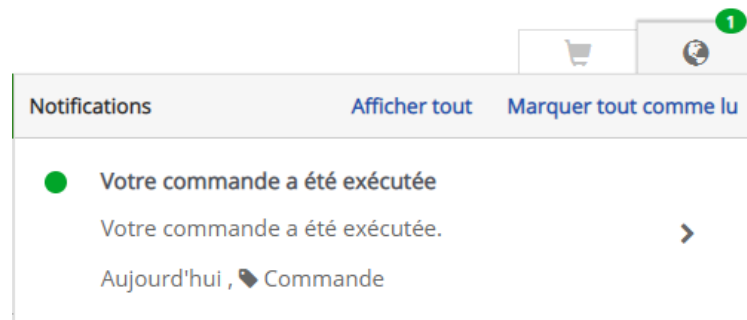 1
Notifications Afficher tout Marquer tout comme lu
Votre commande a été exécutée
Votre commande a été exécutée.
Aujourd'hui , Commande